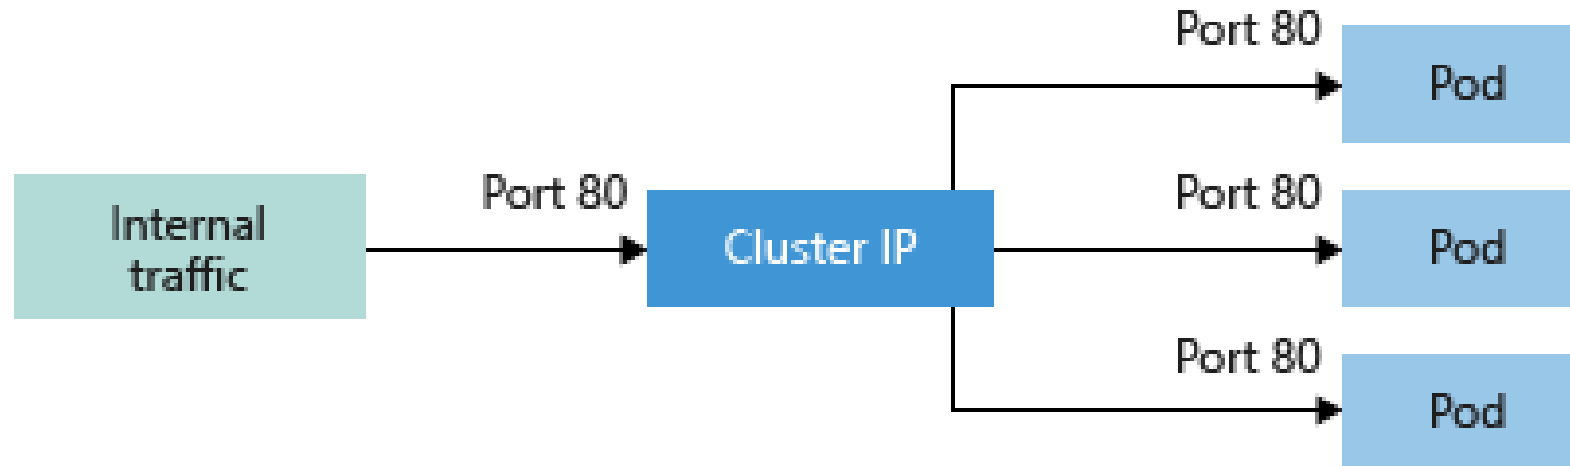 Port 80
Pod
Internal
traffic
Port 80
Cluster IP
Port 80
Pod
Port 80
Pod